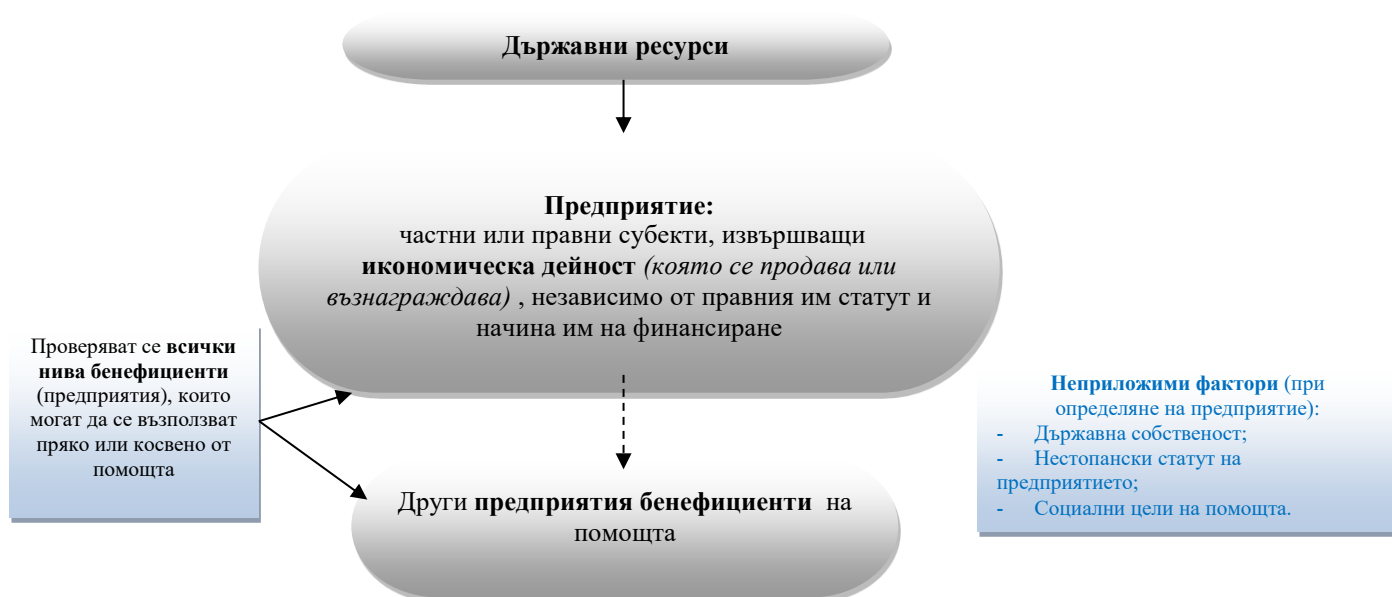 Държавни ресурси
Предприятие:
частни или правни субекти, извършващи
икономическа дейност (която се продава или
възнаграждава) , независимо от правния им статут и
начина им на финансиране
Проверяват се всички
нива бенефициенти
(предприятия), които
могат да се възползват
пряко или косвено от
помощта
Неприложими фактори (при
определяне на предприятие):
- Държавна собственост;
- Нестопански статут на
предприятието;
- Социални цели на помощта.
Други предприятия бенефициенти на
помощта